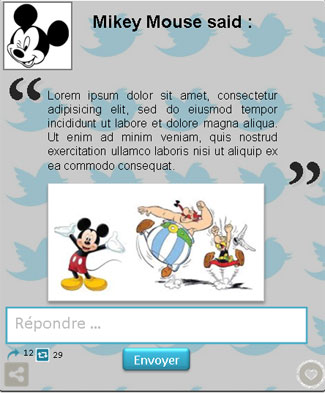 Mikey Mouse said :
“
Lorem ipsum dolor sit amet, consectetur
adipisicing elit, sed do eiusmod tempor
incididunt ut labore et dolore magna aliqua.
Ut enim ad minim veniam, quis nostrud
exercitation ullamco laboris nisi ut aliquip ex
ea commodo consequat.
”
Répondre ...
12 29
Envoyer